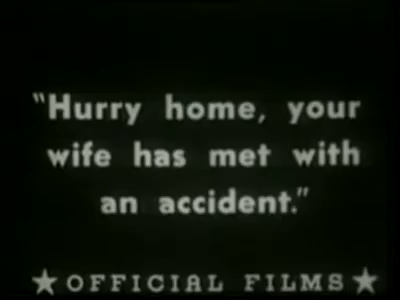 "Hurry home, your
wife has met with
an accident."
★ OFFICIAL FILMS ★